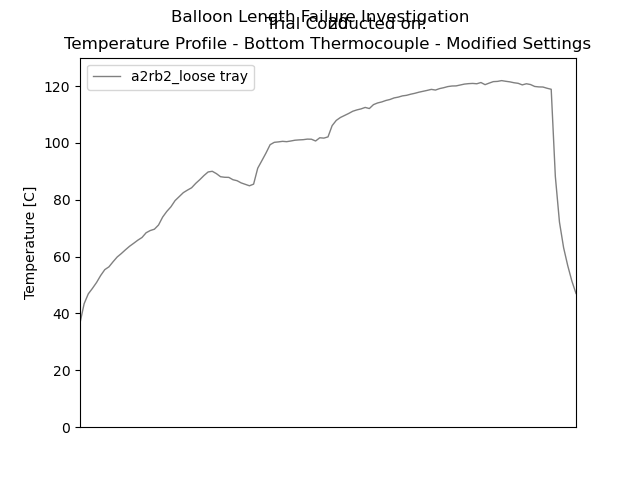 Balloon Length Failure Investigation
Trial Conducted on:
Temperature Profile - Bottom Thermocouple - Modified Settings
a2rb2_loose tray
120
100
80
60
40
20
0
Temperature [C]